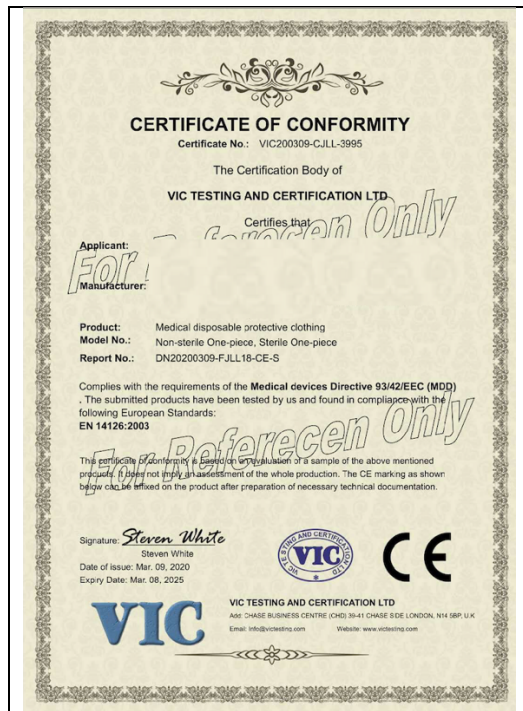 CERTIFICATE OF CONFORMITY
Certificate No.: VIC200309-CJLL-3995
The Certification Body of
VIC TESTING AND CERTIFICATION LTD
Certifies that
For Referecen Only
Applicant:
Manufacturer:
Product: Medical disposable protective clothing
Model No.: Non-sterile One-piece, Sterile One-piece
Report No.: DN20200309-FJLL18-CE-S
Complies with the requirements of the Medical devices Directive 93/42/EEC (MDD)
. The submitted products have been tested by us and found in compliance with the
following European Standards:
EN 14126:2003
For Referecen Only
This certificate of conformity is based on an evaluation of a sample of the above mentioned
products. It does not imply an assessment of the whole production. The CE marking as shown
below can be affixed on the product after preparation of necessary technical documentation.
Signature: Steven White
Steven White
Date of issue: Mar. 09, 2020
Expiry Date: Mar. 08, 2025
VIC TESTING AND CERTIFICATION LTD
VIC
CE
VIC
VIC TESTING AND CERTIFICATION LTD
Add: CHASE BUSINESS CENTRE (CHD) 39-41 CHASE SIDE LONDON, N14 5BP, U.K
Email: Info@victesting.com Website: www.victesting.com